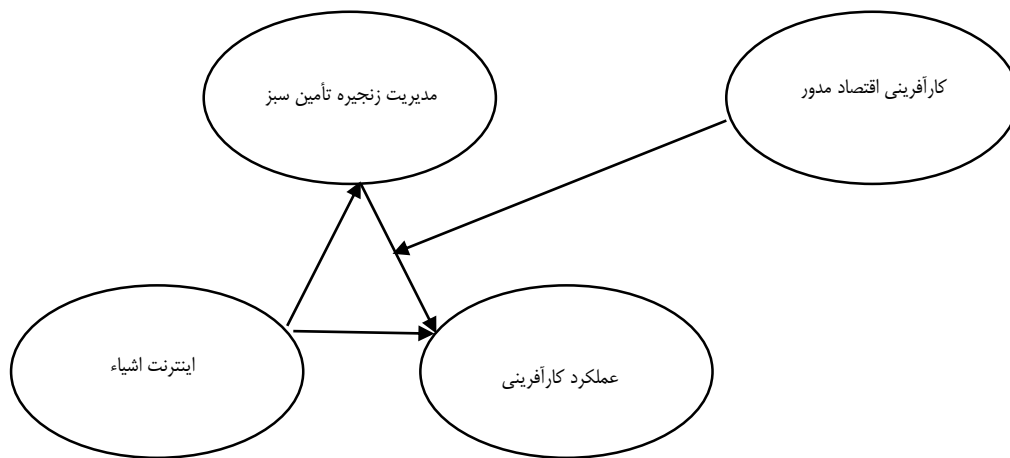 کارآفرینی اقتصاد مدور
مدیریت زنجیره تأمین سبز
عملکرد کارآفرینی
اینترنت اشیاء